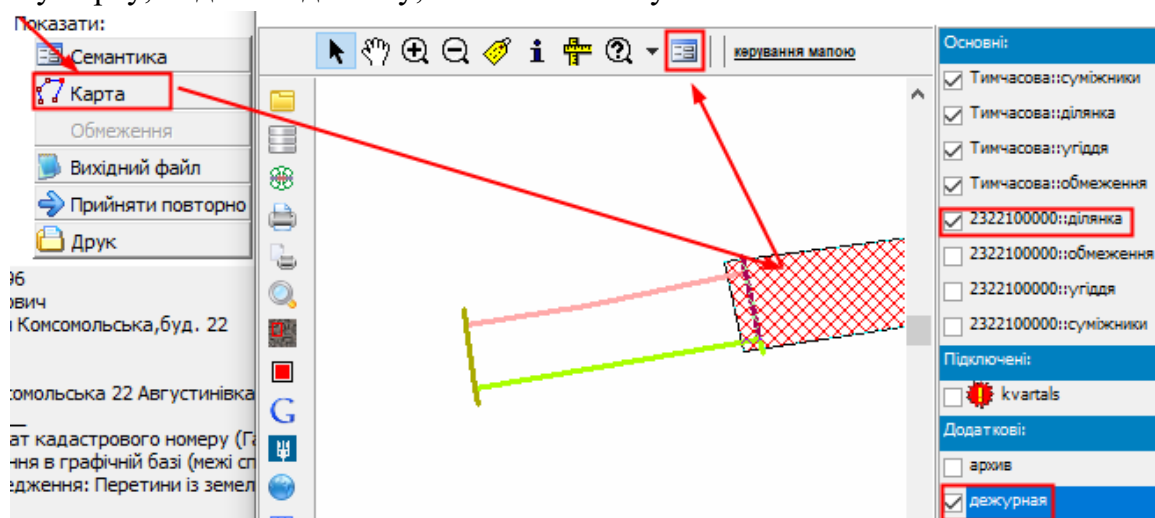 Показати:
Семантика
Карта
Обмеження
Вихідний файл
Прийняти повторно
Друк
96
ович
Комсомольська,буд. 22
омольська 22 Августинівка
ат кадастрового номеру
ння в графічній базі (межі сп
едження: Перетини із земел
керування мапою
G
Основні:
Тимчасова::суміжники
Тимчасова::ділянка
Тимчасова::угіддя
Тимчасова::обмеження
2322100000::ділянка
2322100000::обмеження
2322100000::угіддя
2322100000::суміжники
Підключені:
kvartals
Додаткові:
архив
дежурная